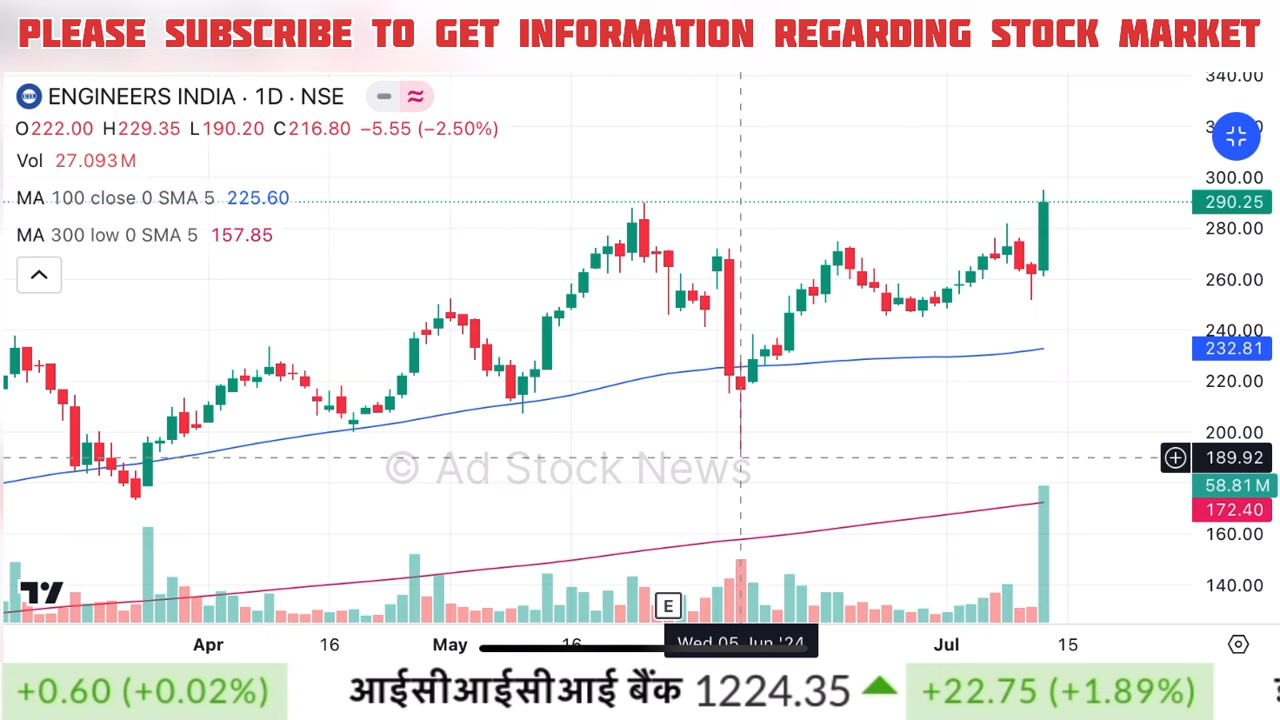 PLEASE SUBSCRIBE TO GET INFORMATION REGARDING STOCK MARKET
ENGINEERS INDIA · 1D · NSE
O222.00 H229.35 L190.20 C216.80 −5.55 (−2.50%)
Vol 27.093M
MA 100 close 0 SMA 5 225.60
MA 300 low 0 SMA 5 157.85
340.00
300.00
290.25
280.00
260.00
240.00
232.81
220.00
200.00
189.92
58.81M
172.40
160.00
140.00
© Ad Stock News
E
Apr 16 May 16 Wed 05 Jun '24 Jul 15
+0.60 (+0.02%) आईसीआईसीआई बैंक 1224.35 +22.75 (+1.89%)